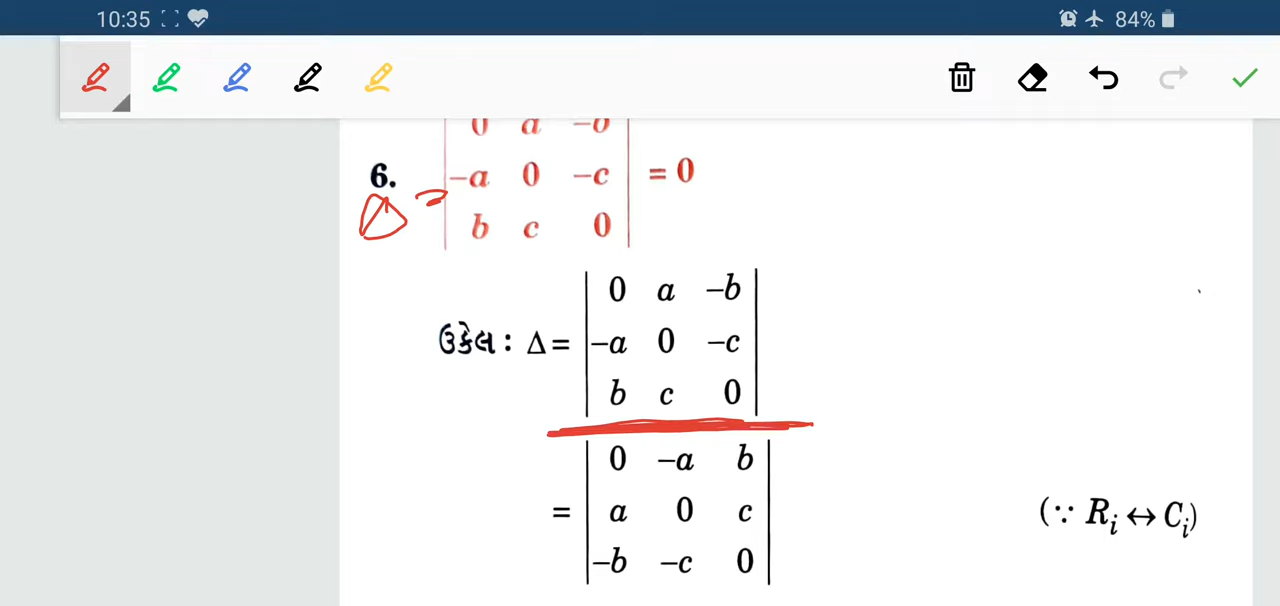 10:35 84%
0 a −b
6. −a 0 −c = 0
Δ =
b c 0
0 a −b
ઉકેલ : Δ = −a 0 −c
b c 0
0 −a b
= a 0 c (∵ Rᵢ ↔ Cᵢ)
−b −c 0